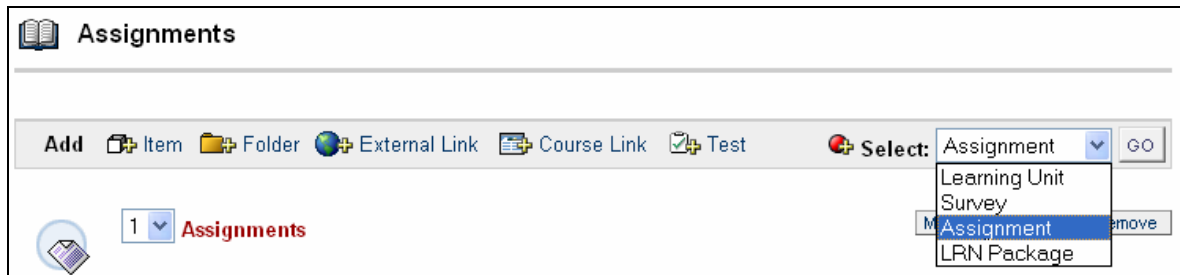 Assignments
Add Item Folder External Link Course Link Test Select: Assignment GO
Learning Unit
Survey
1 Assignments
Assignment
LRN Package